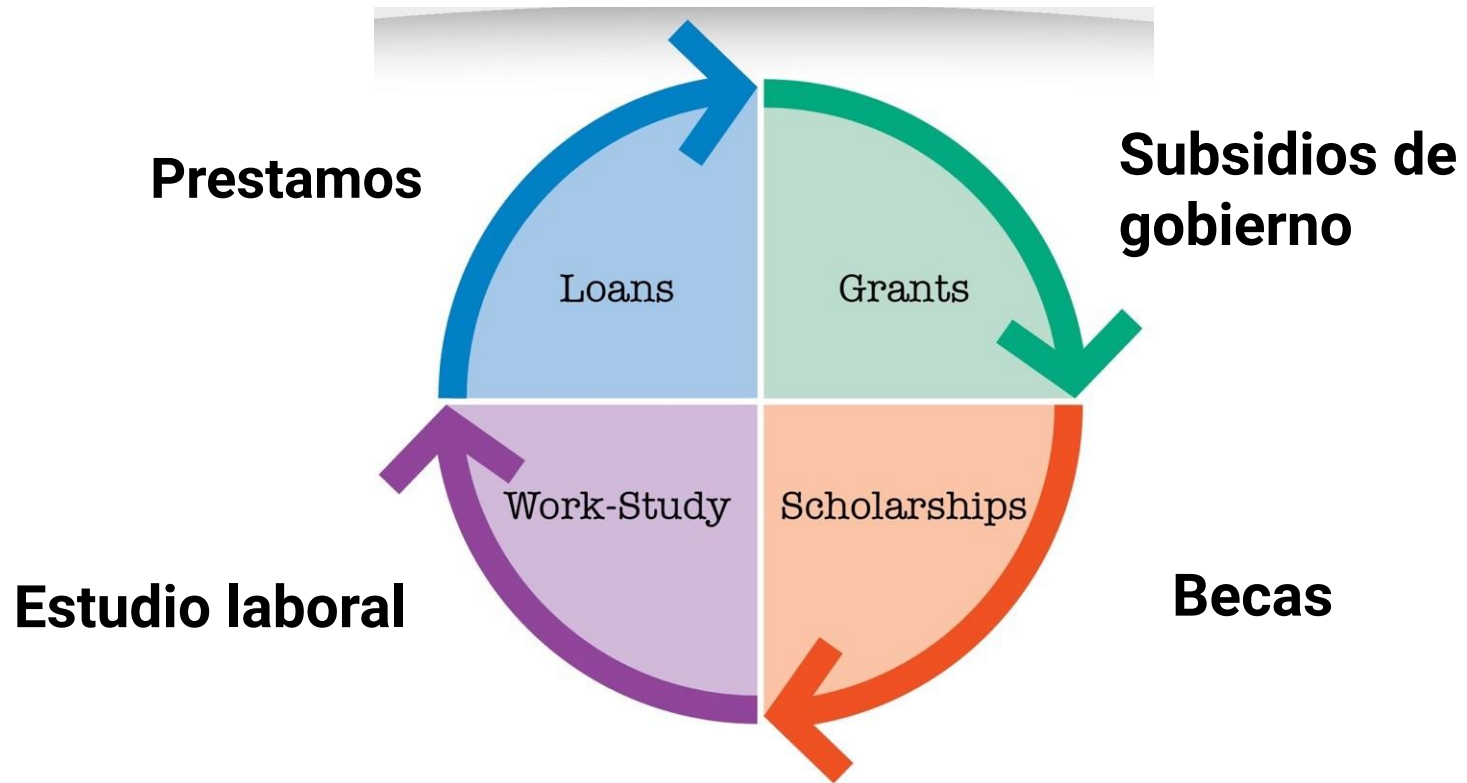 Prestamos
Subsidios de
gobierno
Loans
Grants
Work-Study
Scholarships
Estudio laboral
Becas